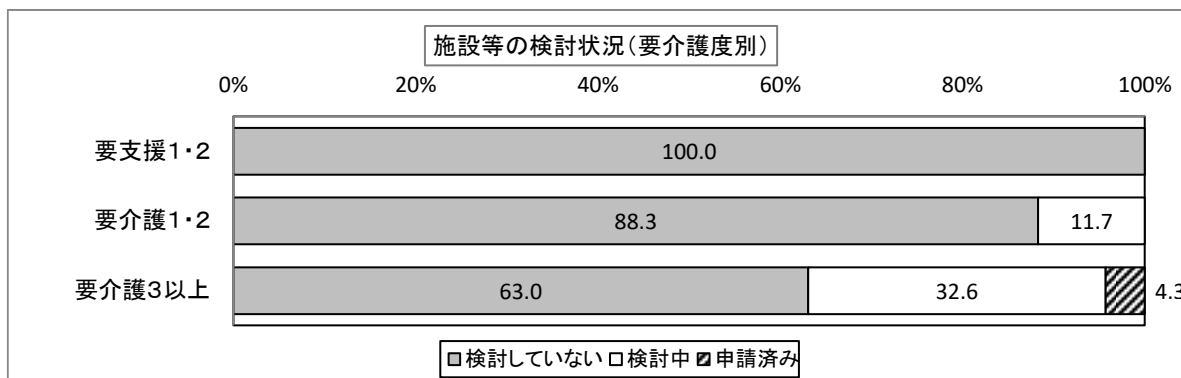 施設等の検討状況(要介護度別)
0% 20% 40% 60% 80% 100%
要支援1・2 100.0
要介護1・2 88.3 11.7
要介護3以上 63.0 32.6 4.3
検討していない 検討中 申請済み